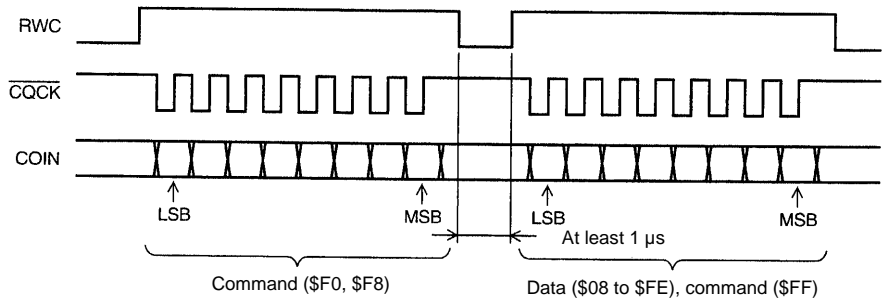 RWC
CQCK
COIN
LSB
MSB
LSB
MSB
At least 1 µs
Command ($F0, $F8)
Data ($08 to $FE), command ($FF)